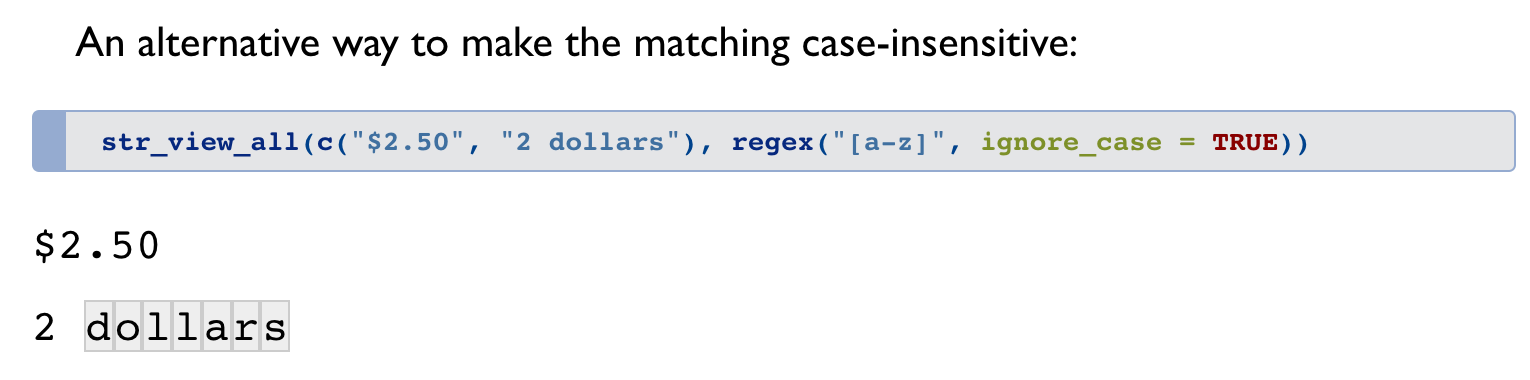 An alternative way to make the matching case-insensitive:
str_view_all(c("$2.50", "2 dollars"), regex("[a-z]", ignore_case = TRUE))
$2.50
2 dollars